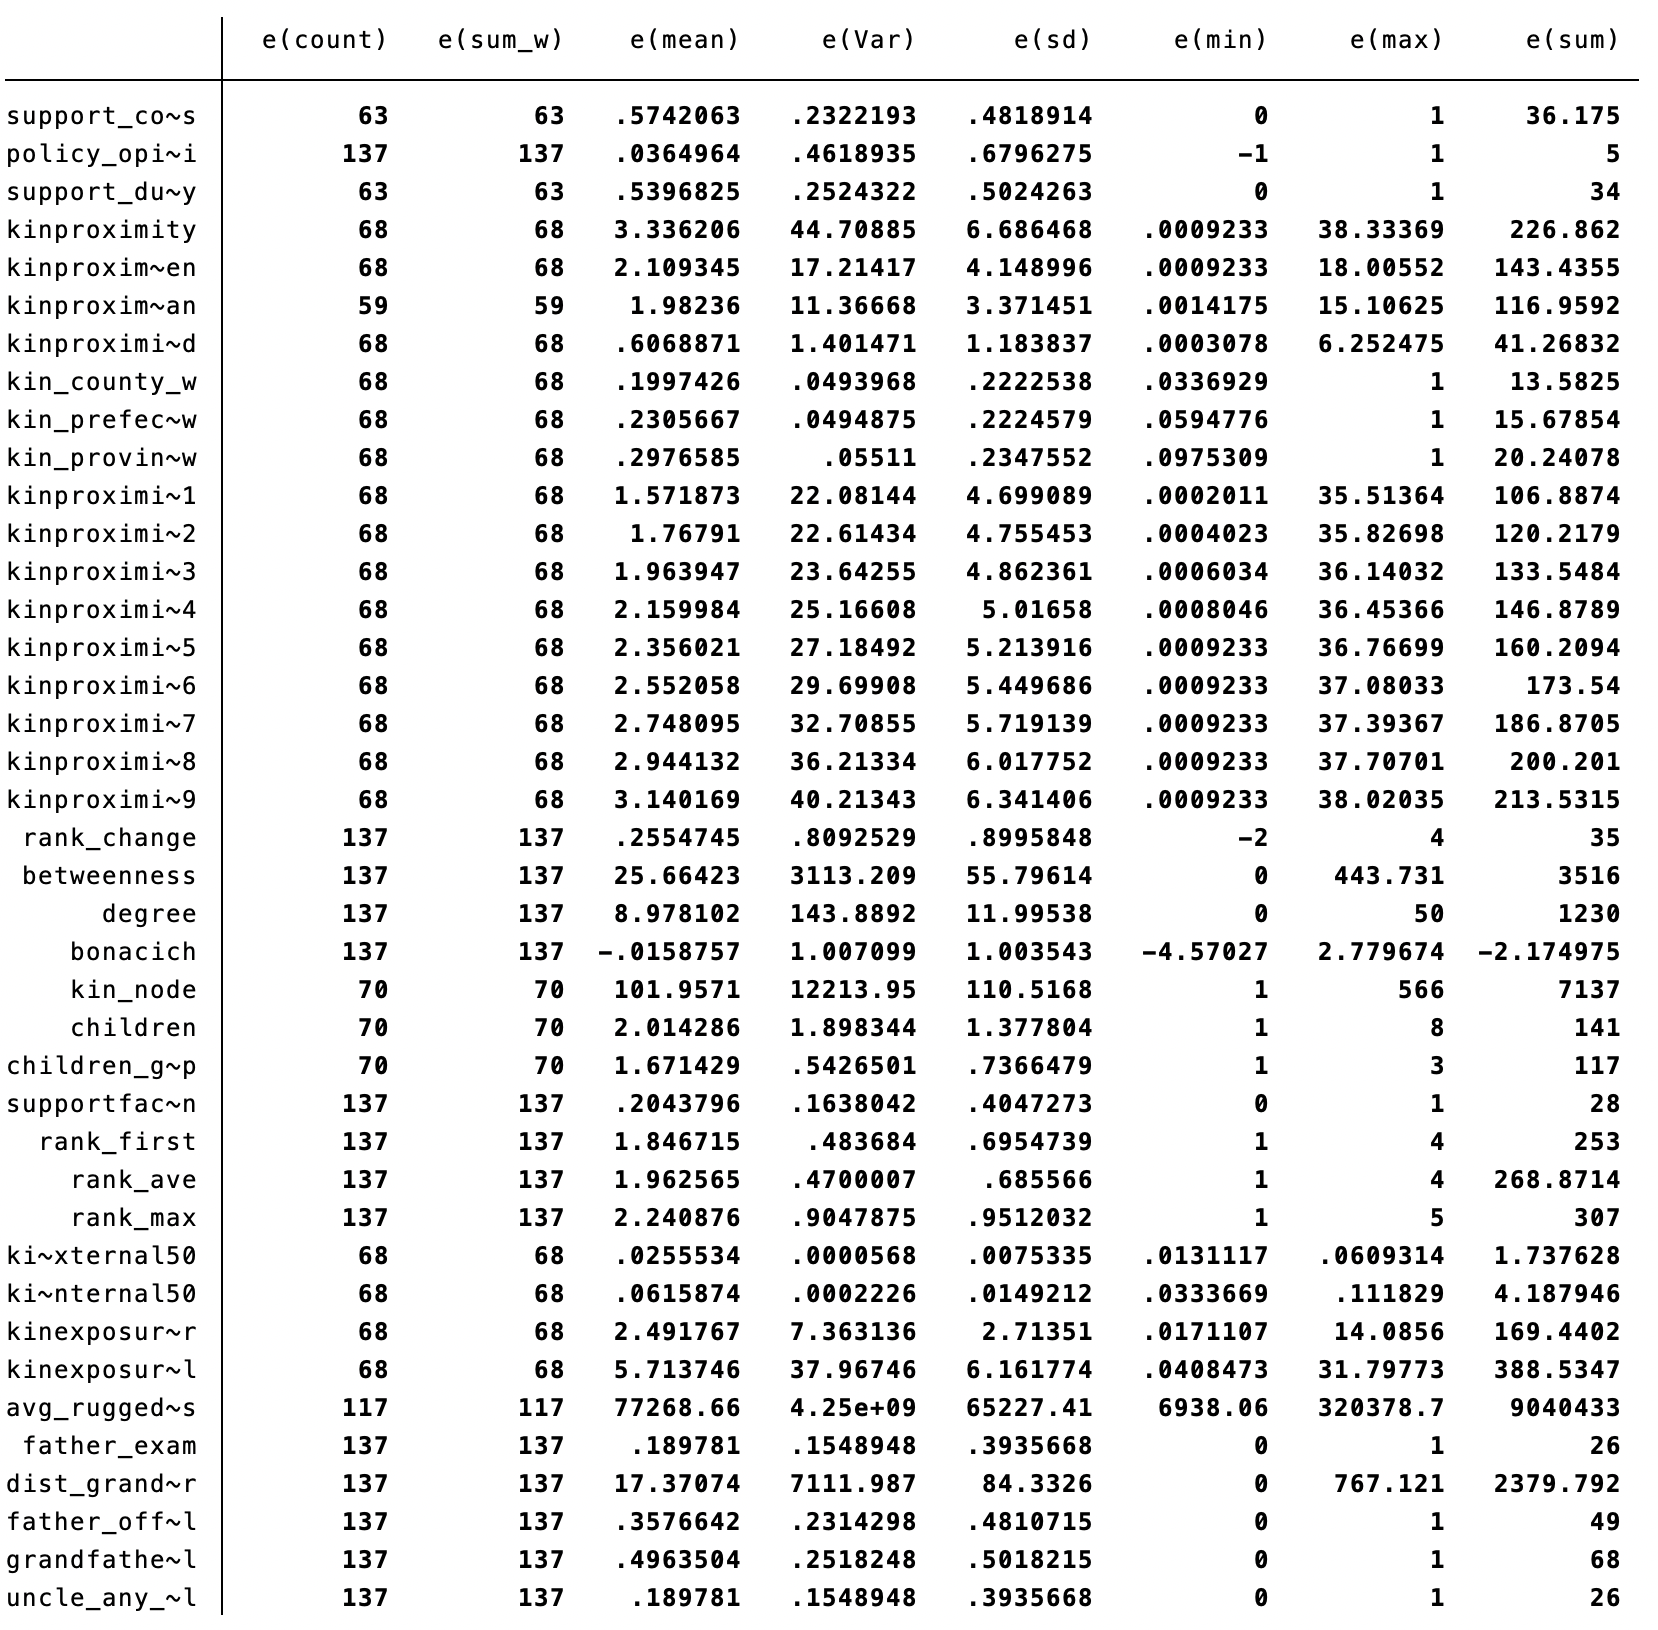 e(count) e(sum_w) e(mean) e(Var) e(sd) e(min) e(max) e(sum)
support_co~s 63 63 .5742063 .2322193 .4818914 0 1 36.175
policy_opi~i 137 137 .0364964 .4618935 .6796275 -1 1 5
support_du~y 63 63 .5396825 .2524322 .5024263 0 1 34
kinproximity 68 68 3.336206 44.70885 6.686468 .0009233 38.33369 226.862
kinproxim~en 68 68 2.109345 17.21417 4.148996 .0009233 18.00552 143.4355
kinproxim~an 59 59 1.98236 11.36668 3.371451 .0014175 15.10625 116.9592
kinproximi~d 68 68 .6068871 1.401471 1.183837 .0003078 6.252475 41.26832
kin_county_w 68 68 .1997426 .0493968 .2222538 .0336929 1 13.5825
kin_prefec~w 68 68 .2305667 .0494875 .2224579 .0594776 1 15.67854
kin_provin~w 68 68 .2976585 .05511 .2347552 .0975309 1 20.24078
kinproximi~1 68 68 1.571873 22.08144 4.699089 .0002011 35.51364 106.8874
kinproximi~2 68 68 1.76791 22.61434 4.755453 .0004023 35.82698 120.2179
kinproximi~3 68 68 1.963947 23.64255 4.862361 .0006034 36.14032 133.5484
kinproximi~4 68 68 2.159984 25.16608 5.01658 .0008046 36.45366 146.8789
kinproximi~5 68 68 2.356021 27.18492 5.213916 .0009233 36.76699 160.2094
kinproximi~6 68 68 2.552058 29.69908 5.449686 .0009233 37.08033 173.54
kinproximi~7 68 68 2.748095 32.70855 5.719139 .0009233 37.39367 186.8705
kinproximi~8 68 68 2.944132 36.21334 6.017752 .0009233 37.70701 200.201
kinproximi~9 68 68 3.140169 40.21343 6.341406 .0009233 38.02035 213.5315
rank_change 137 137 .2554745 .8092529 .8995848 -2 4 35
betweenness 137 137 25.66423 3113.209 55.79614 0 443.731 3516
degree 137 137 8.978102 143.8892 11.99538 0 50 1230
bonacich 137 137 -.0158757 1.007099 1.003543 -4.57027 2.779674 -2.174975
kin_node 70 70 101.9571 12213.95 110.5168 1 566 7137
children 70 70 2.014286 1.898344 1.377804 1 8 141
children_g~p 70 70 1.671429 .5426501 .7366479 1 3 117
supportfac~n 137 137 .2043796 .1638042 .4047273 0 1 28
rank_first 137 137 1.846715 .483684 .6954739 1 4 253
rank_ave 137 137 1.962565 .4700007 .685566 1 4 268.8714
rank_max 137 137 2.240876 .9047875 .9512032 1 5 307
ki~xternal50 68 68 .0255534 .0000568 .0075335 .0131117 .0609314 1.737628
ki~nternal50 68 68 .0615874 .0002226 .0149212 .0333669 .111829 4.187946
kinexposur~r 68 68 2.491767 7.363136 2.71351 .0171107 14.0856 169.4402
kinexposur~l 68 68 5.713746 37.96746 6.161774 .0408473 31.79773 388.5347
avg_rugged~s 117 117 77268.66 4.25e+09 65227.41 6938.06 320378.7 9040433
father_exam 137 137 .189781 .1548948 .3935668 0 1 26
dist_grand~r 137 137 17.37074 7111.987 84.3326 0 767.121 2379.792
father_off~l 137 137 .3576642 .2314298 .4810715 0 1 49
grandfathe~l 137 137 .4963504 .2518248 .5018215 0 1 68
uncle_any_~l 137 137 .189781 .1548948 .3935668 0 1 26